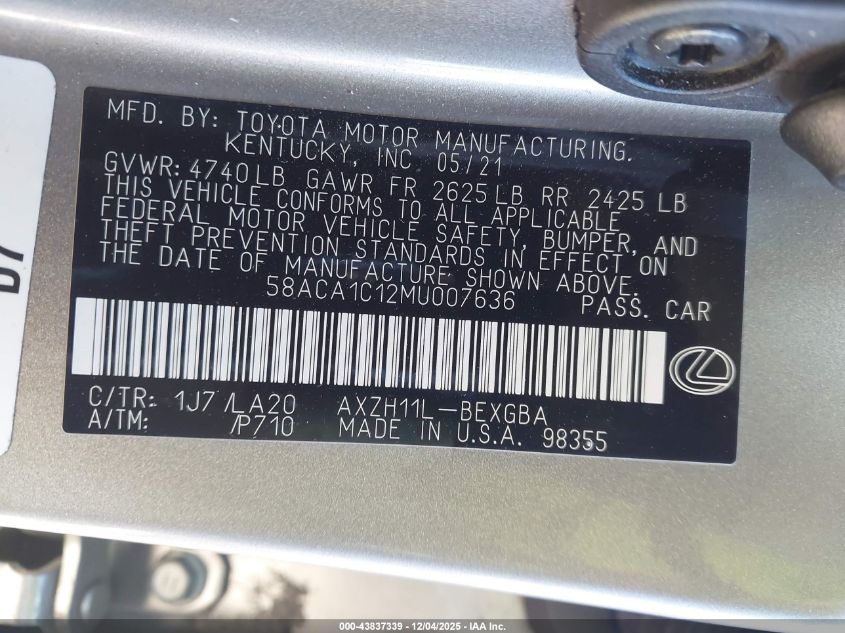 MFD. BY: TOYOTA MOTOR MANUFACTURING.
KENTUCKY, INC 05/21
GVWR: 4740 LB GAWR FR 2625 LB RR 2425 LB
THIS VEHICLE CONFORMS TO ALL APPLICABLE
FEDERAL MOTOR VEHICLE SAFETY, BUMPER, AND
THEFT PREVENTION STANDARDS IN EFFECT ON
THE DATE OF MANUFACTURE SHOWN ABOVE.
58ACA1C12MU007636 PASS. CAR
C/TR: 1J7 /LA20 AXZH11L-BEXGBA
A/TM: /P710 MADE IN U.S.A. 98355
000-43837339 - 12/04/2025 - IAA Inc.